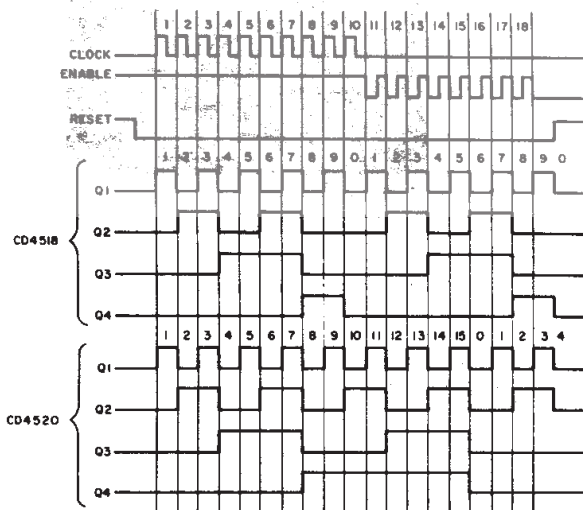 1 2 3 4 5 6 7 8 9 10 11 12 13 14 15 16 17 18
CLOCK
ENABLE
RESET
1 2 3 4 5 6 7 8 9 0 1 2 3 4 5 6 7 8 9 0
Q1
Q2
CD4518
Q3
Q4
1 2 3 4 5 6 7 8 9 10 11 12 13 14 15 0 1 2 3 4
Q1
Q2
CD4520
Q3
Q4